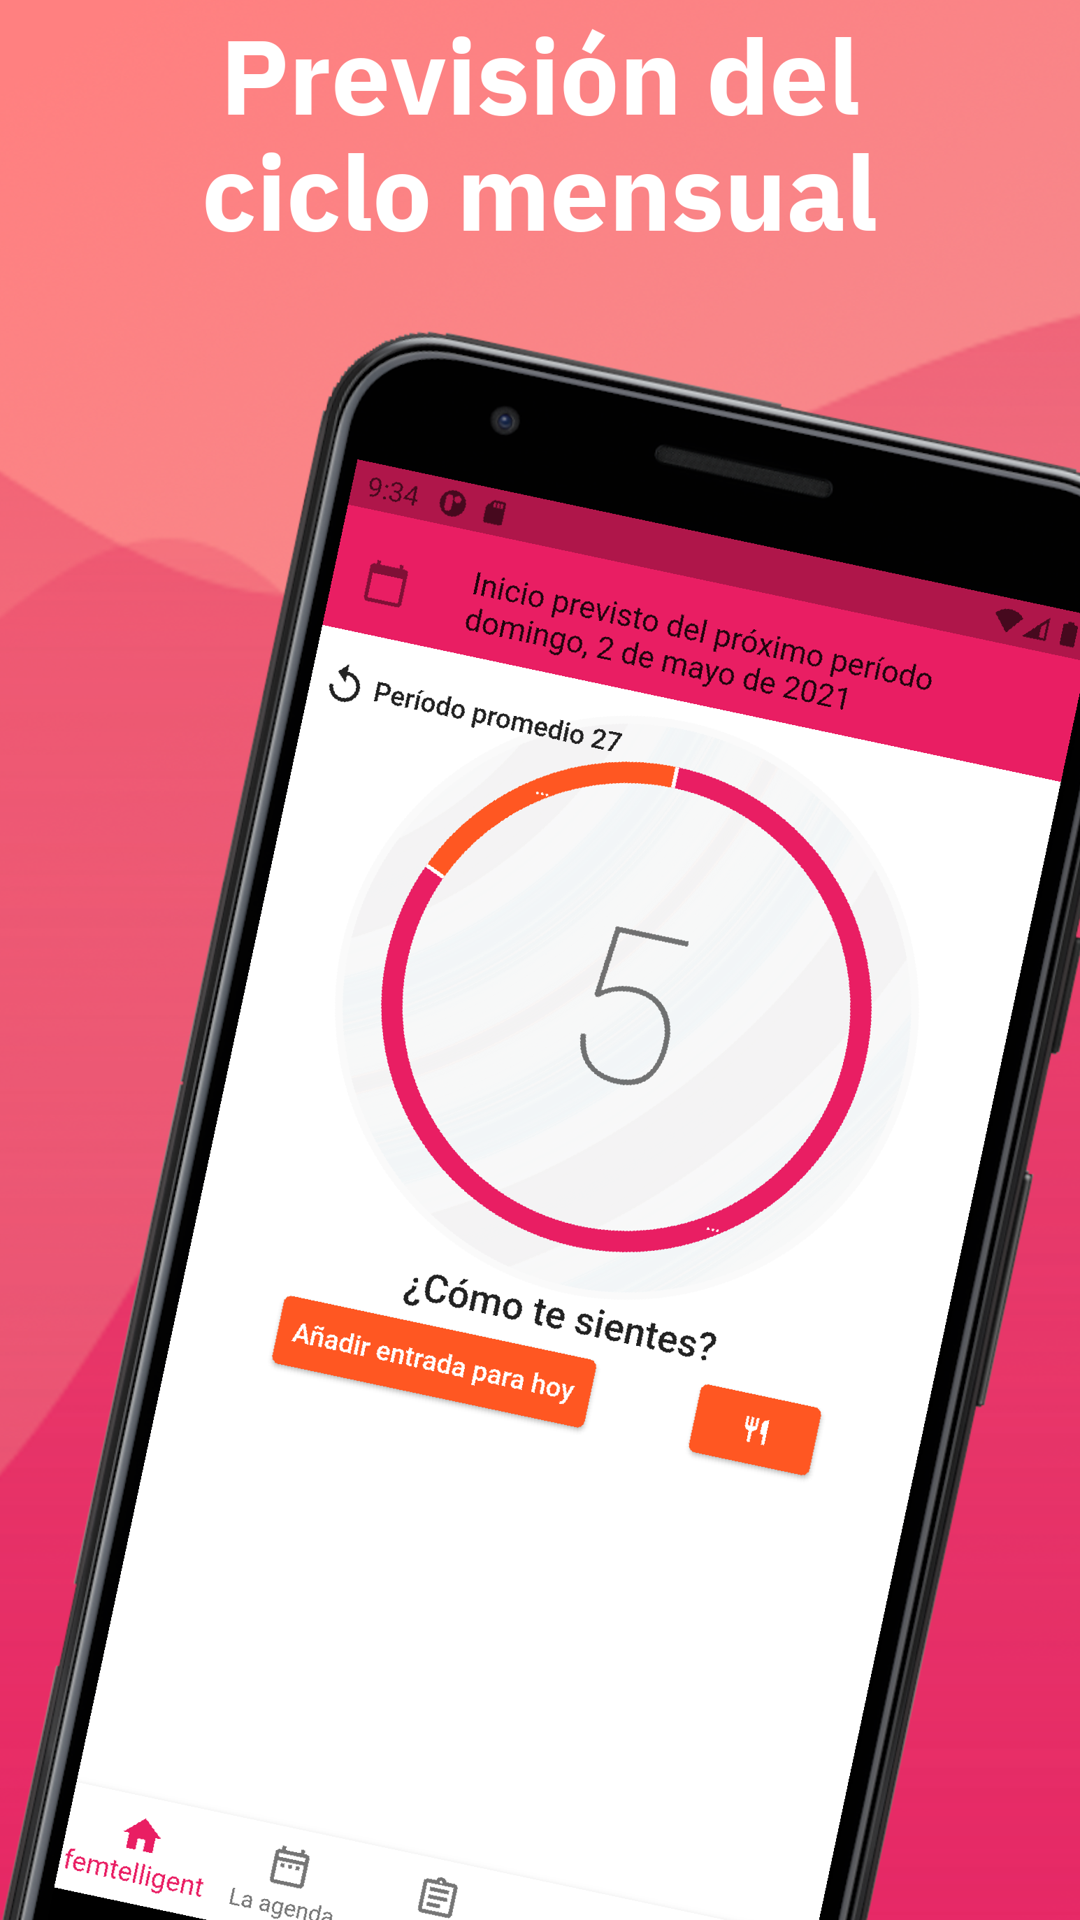 Previsión del
ciclo mensual
9:34
Inicio previsto del próximo período
domingo, 2 de mayo de 2021
Período promedio 27
...
5
...
¿Cómo te sientes?
Añadir entrada para hoy
femtelligent
La agenda